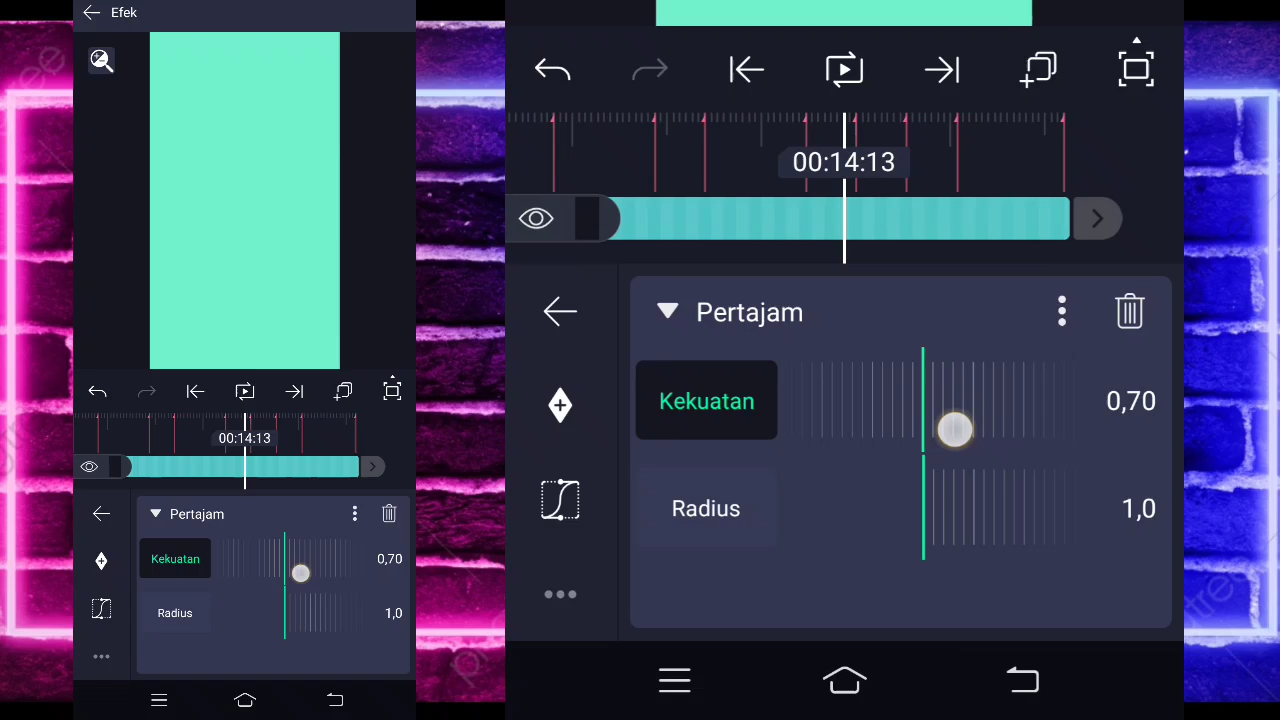 Efek
00:14:13
Pertajam
Kekuatan
0,70
Radius
1,0
00:14:13
Pertajam
Kekuatan
0,70
Radius
1,0